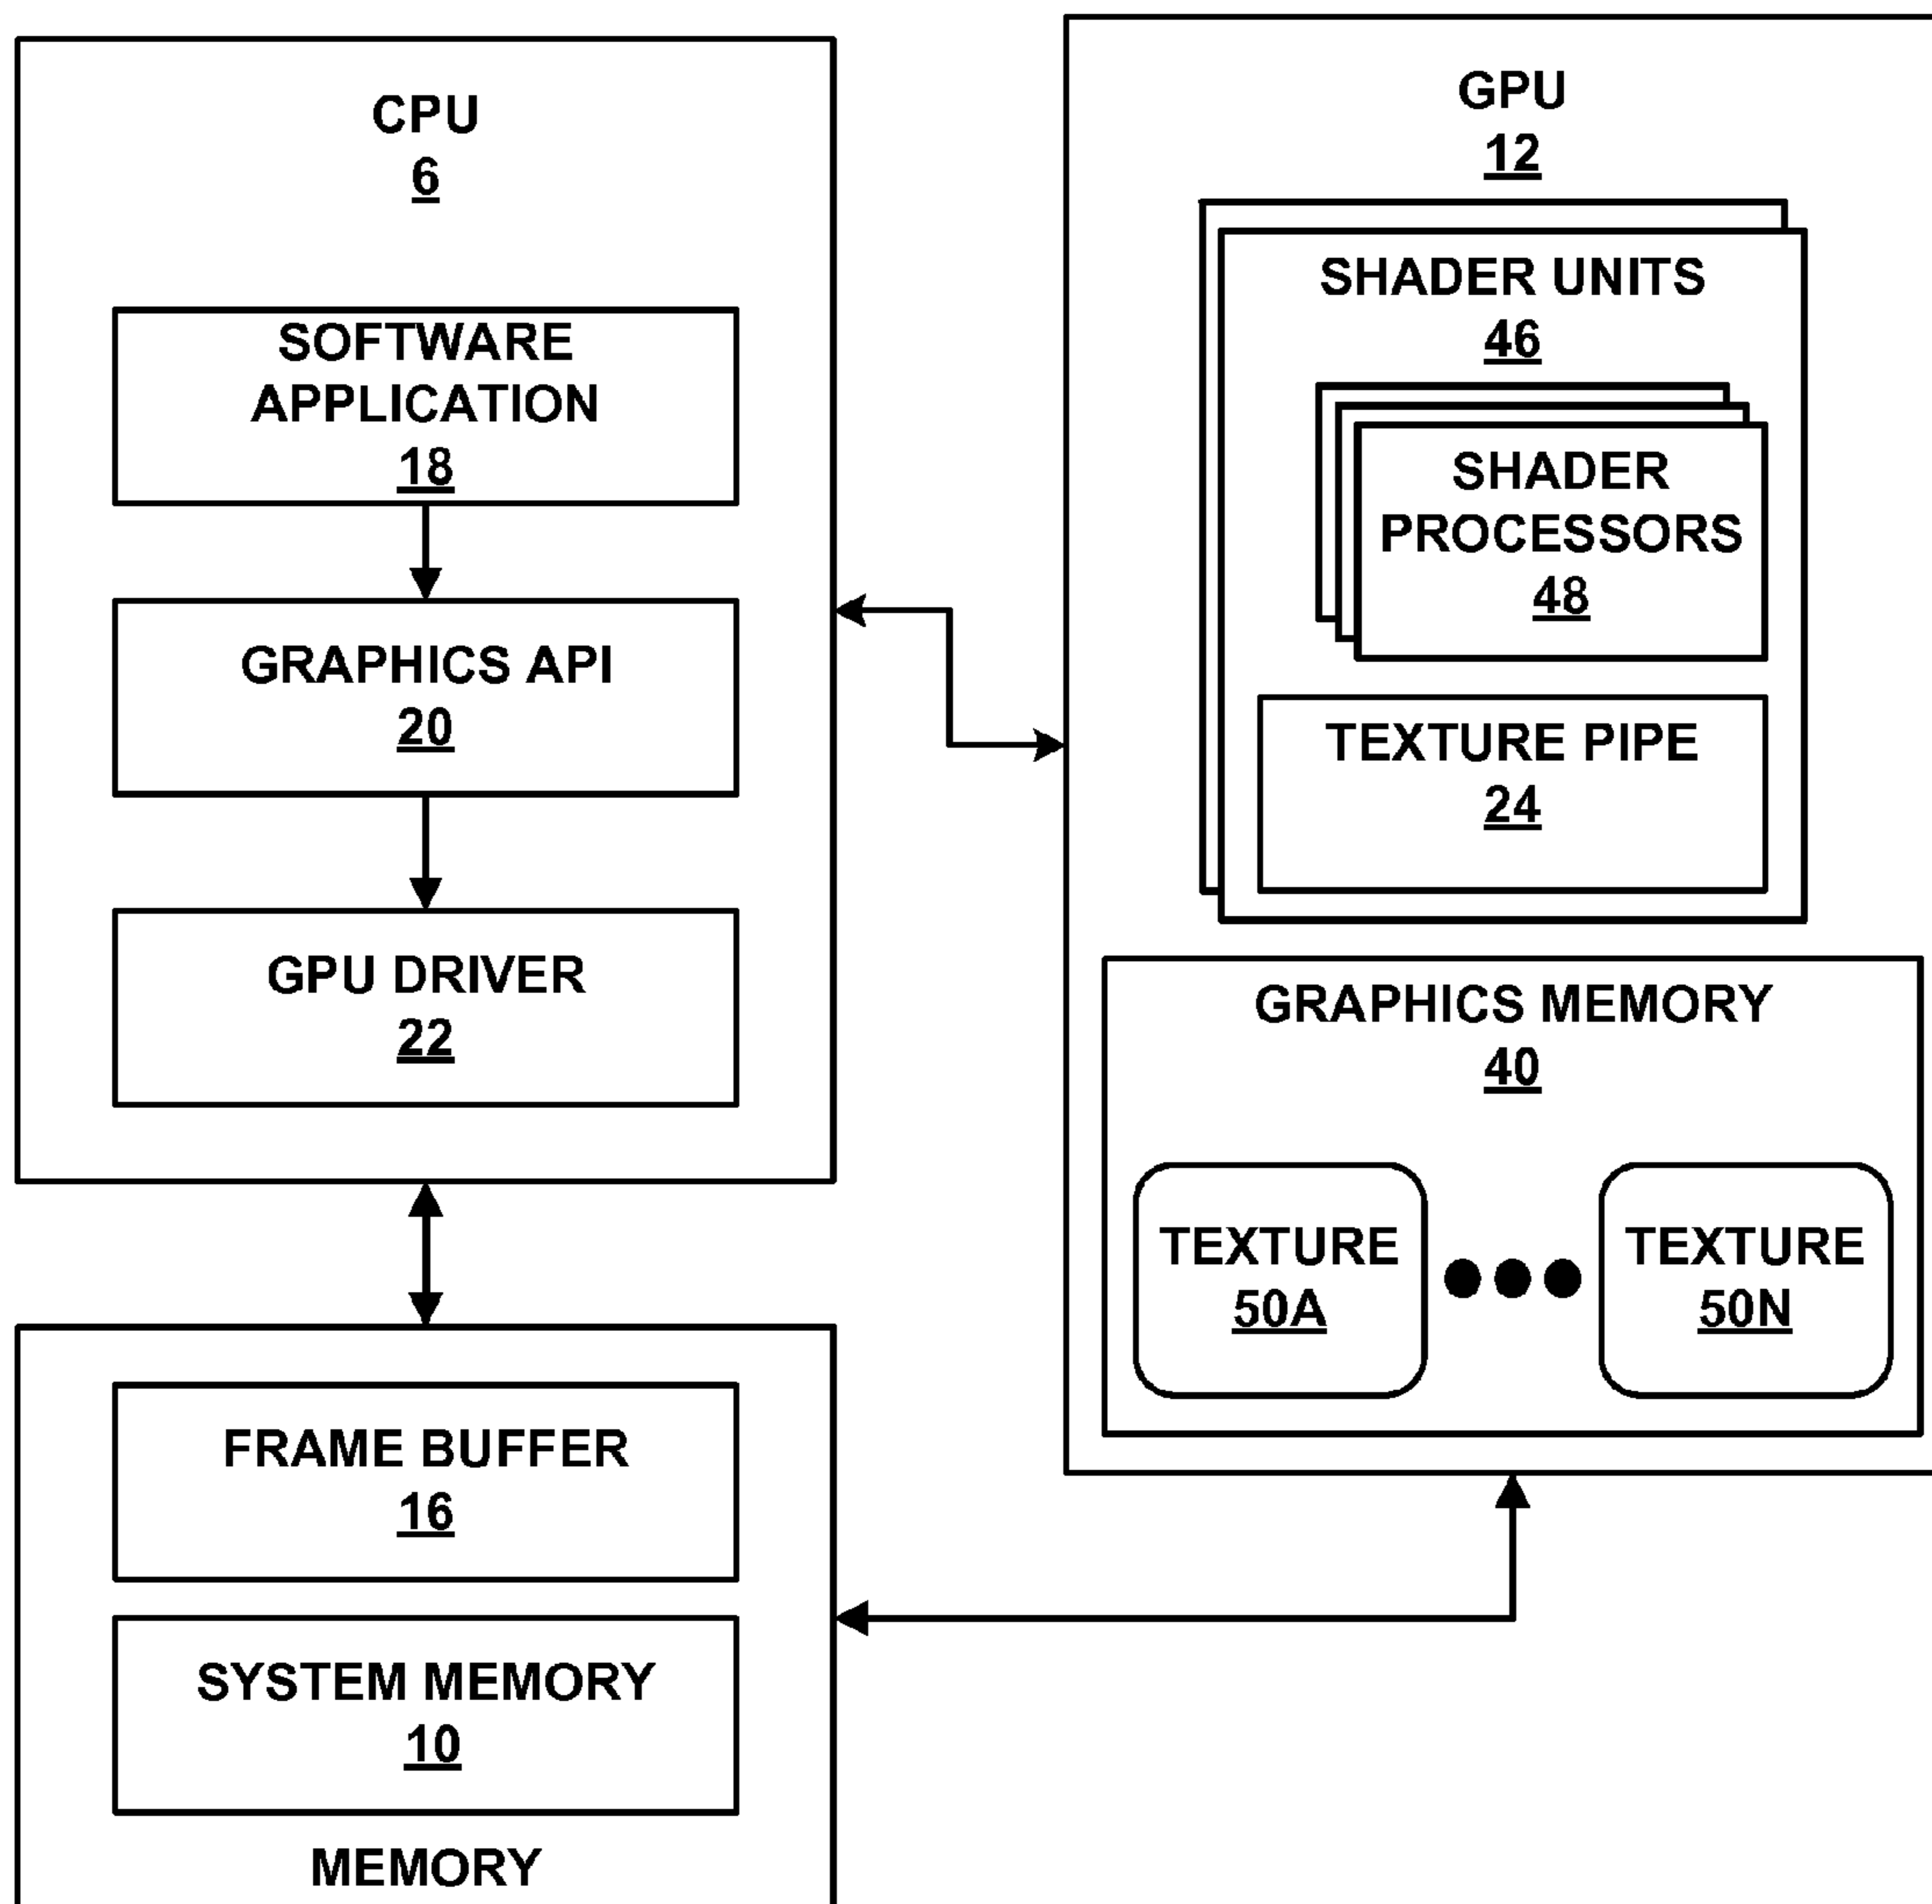 CPU
6
SOFTWARE
APPLICATION
18
GRAPHICS API
20
GPU DRIVER
22
FRAME BUFFER
16
SYSTEM MEMORY
10
MEMORY
GPU
12
SHADER UNITS
46
SHADER
PROCESSORS
48
TEXTURE PIPE
24
GRAPHICS MEMORY
40
TEXTURE
50A
TEXTURE
50N